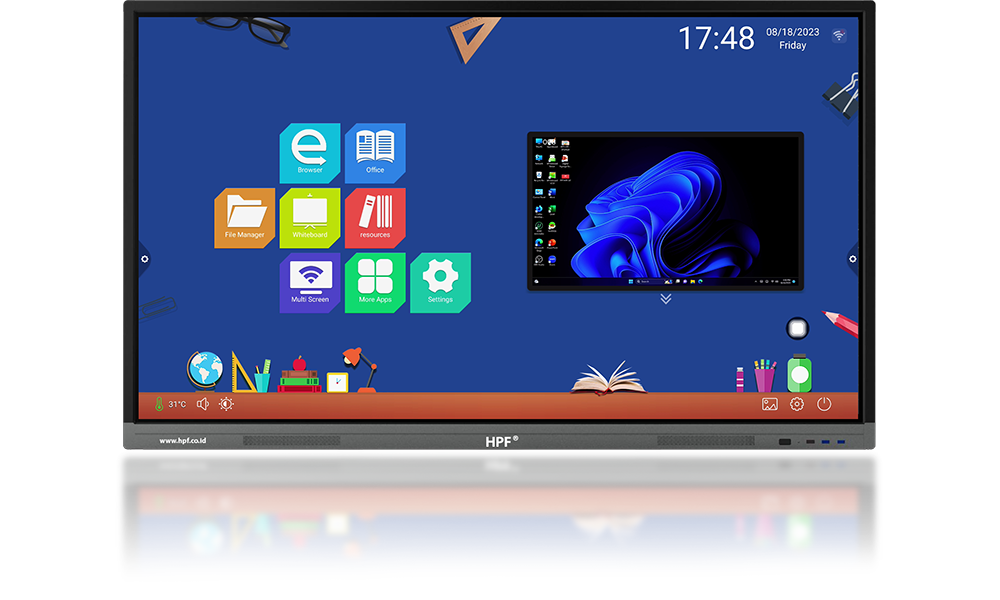 17:48
08/18/2023
Friday
Browser
Office
File Manager
Whiteboard
resources
Multi Screen
More Apps
Settings
31°C
www.hpf.co.id
HPF®